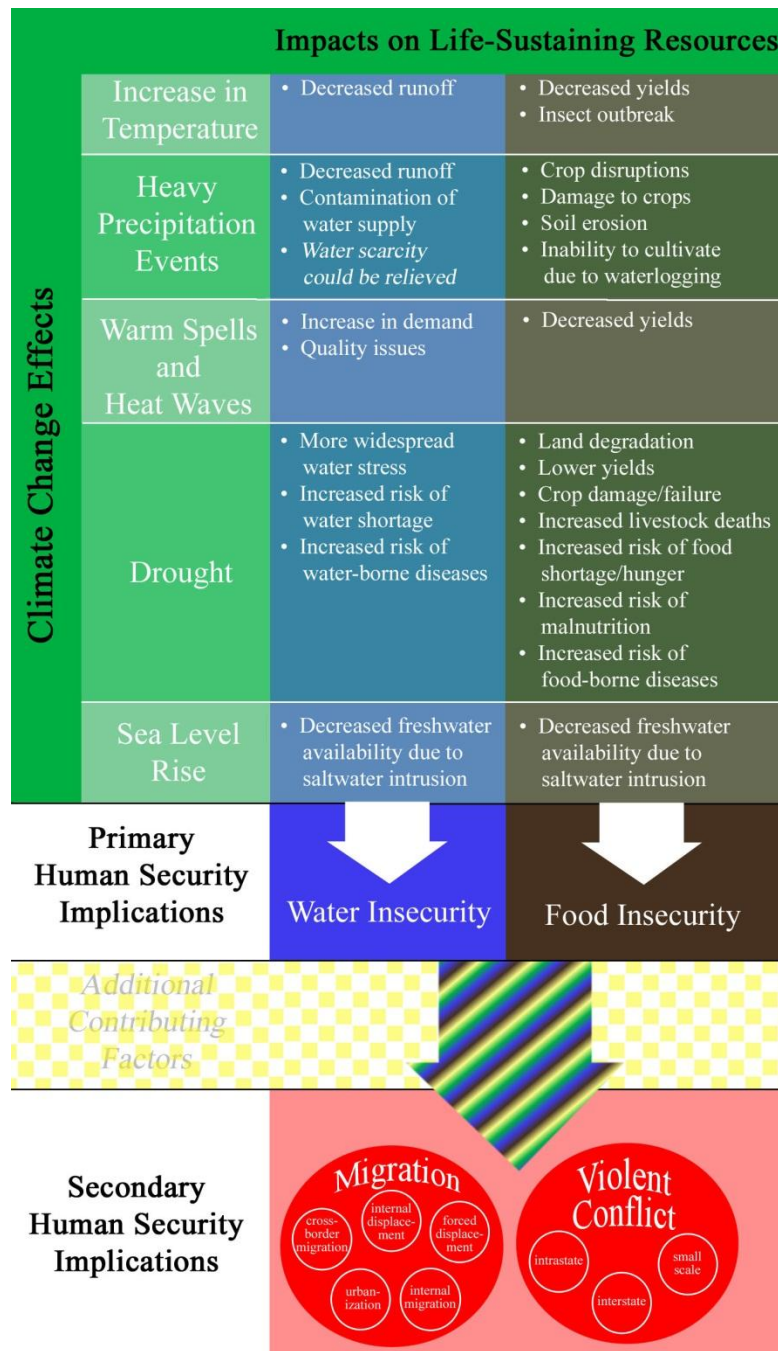 Impacts on Life-Sustaining Resources
Climate Change Effects
Increase in
Temperature
• Decreased runoff
• Decreased yields
• Insect outbreak
Heavy
Precipitation
Events
• Decreased runoff
• Contamination of
water supply
• Water scarcity
could be relieved
• Crop disruptions
• Damage to crops
• Soil erosion
• Inability to cultivate
due to waterlogging
Warm Spells
and
Heat Waves
• Increase in demand
• Quality issues
• Decreased yields
Drought
• More widespread
water stress
• Increased risk of
water shortage
• Increased risk of
water-borne diseases
• Land degradation
• Lower yields
• Crop damage/failure
• Increased livestock deaths
• Increased risk of food
shortage/hunger
• Increased risk of
malnutrition
• Increased risk of
food-borne diseases
Sea Level
Rise
• Decreased freshwater
availability due to
saltwater intrusion
• Decreased freshwater
availability due to
saltwater intrusion
Primary
Human Security
Implications
Water Insecurity
Food Insecurity
Additional
Contributing
Factors
Secondary
Human Security
Implications
Migration
cross-
border
migration
internal
displace-
ment
forced
displace-
ment
urban-
ization
internal
migration
Violent
Conflict
intrastate
interstate
small
scale